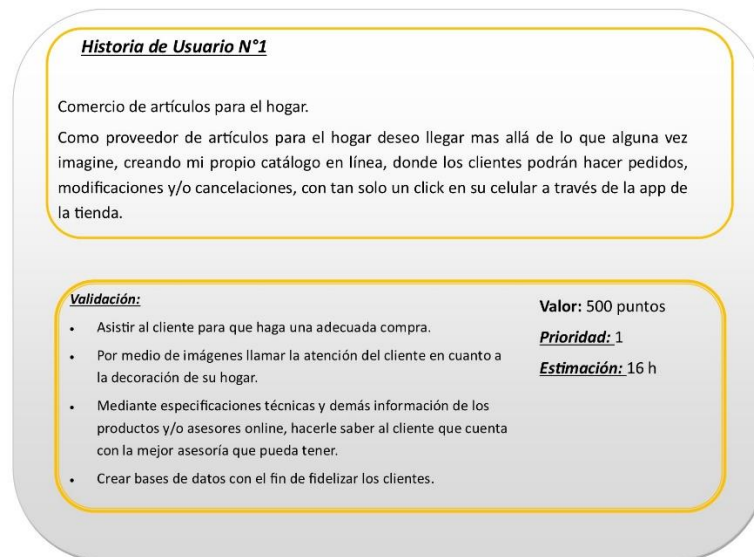 Historia de Usuario N°1
Comercio de artículos para el hogar.
Como proveedor de artículos para el hogar deseo llegar mas allá de lo que alguna vez
imagine, creando mi propio catálogo en línea, donde los clientes podrán hacer pedidos,
modificaciones y/o cancelaciones, con tan solo un click en su celular a través de la app de
la tienda.
Validación:
• Asistir al cliente para que haga una adecuada compra.
• Por medio de imágenes llamar la atención del cliente en cuanto a
la decoración de su hogar.
• Mediante especificaciones técnicas y demás información de los
productos y/o asesores online, hacerle saber al cliente que cuenta
con la mejor asesoría que pueda tener.
• Crear bases de datos con el fin de fidelizar los clientes.
Valor: 500 puntos
Prioridad: 1
Estimación: 16 h